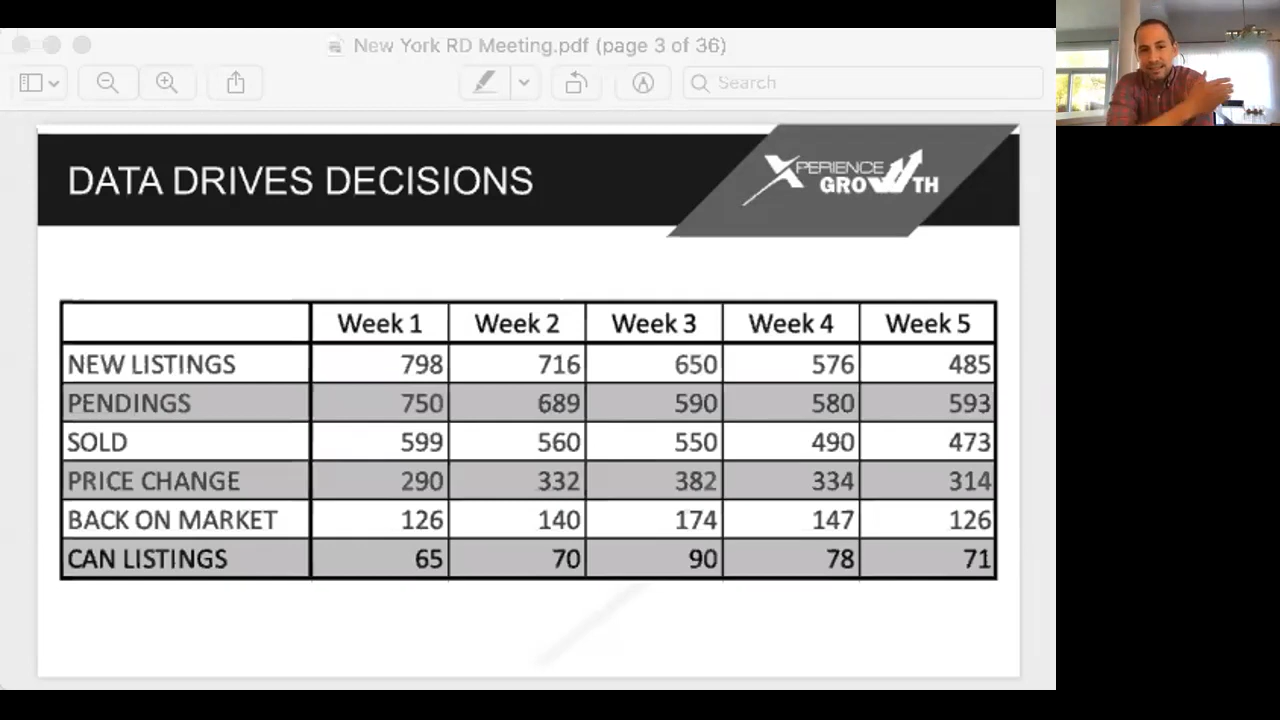 New York RD Meeting.pdf (page 3 of 36)
Search
DATA DRIVES DECISIONS
XPERIENCE
GROWTH
Week 1 Week 2 Week 3 Week 4 Week 5
NEW LISTINGS 798 716 650 576 485
PENDINGS 750 689 590 580 593
SOLD 599 560 550 490 473
PRICE CHANGE 290 332 382 334 314
BACK ON MARKET 126 140 174 147 126
CAN LISTINGS 65 70 90 78 71